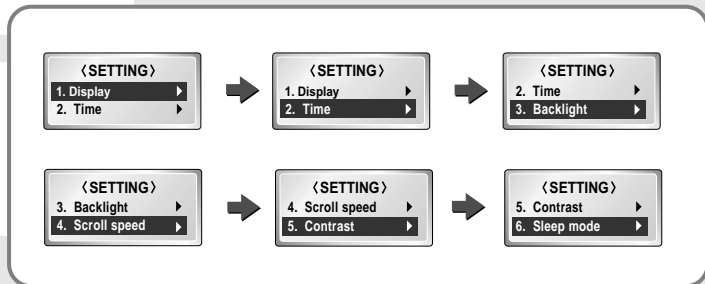 〈SETTING〉
1. Display
2. Time
〈SETTING〉
1. Display
2. Time
〈SETTING〉
2. Time
3. Backlight
〈SETTING〉
3. Backlight
4. Scroll speed
〈SETTING〉
4. Scroll speed
5. Contrast
〈SETTING〉
5. Contrast
6. Sleep mode